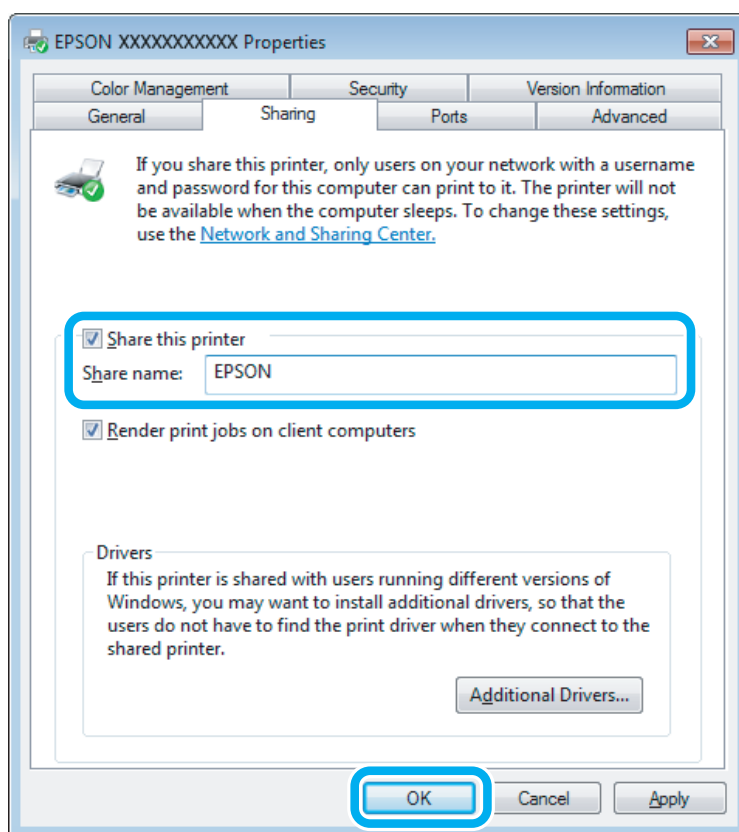 EPSON XXXXXXXXXXX Properties
Color Management Security Version Information
General Sharing Ports Advanced
If you share this printer, only users on your network with a username
and password for this computer can print to it. The printer will not
be available when the computer sleeps. To change these settings,
use the Network and Sharing Center.
Share this printer
Share name: EPSON
Render print jobs on client computers
Drivers
If this printer is shared with users running different versions of
Windows, you may want to install additional drivers, so that the
users do not have to find the print driver when they connect to the
shared printer.
Additional Drivers...
OK Cancel Apply